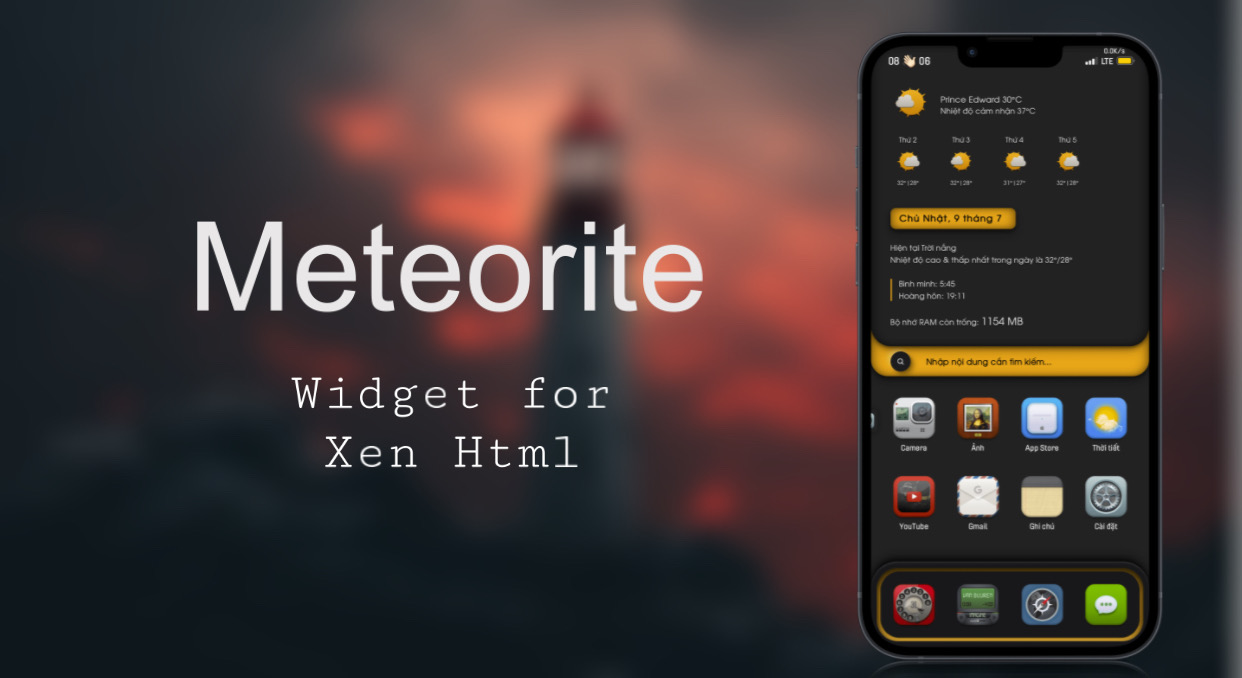 Meteorite
Widget for
Xen Html
08 👋🏻 06
0.0K/s
LTE
Prince Edward 30°C
Nhiệt độ cảm nhận 37°C
Thứ 2 Thứ 3 Thứ 4 Thứ 5
32°|28° 32°|28° 31°|27° 32°|28°
Chủ Nhật, 9 tháng 7
Hiện tại Trời nắng
Nhiệt độ cao & thấp nhất trong ngày là 32°/28°
Bình minh: 5:45
Hoàng hôn: 19:11
Bộ nhớ RAM còn trống: 1154 MB
Nhập nội dung cần tìm kiếm...
Camera Ảnh App Store Thời tiết
G
YouTube Gmail Ghi chú Cài đặt